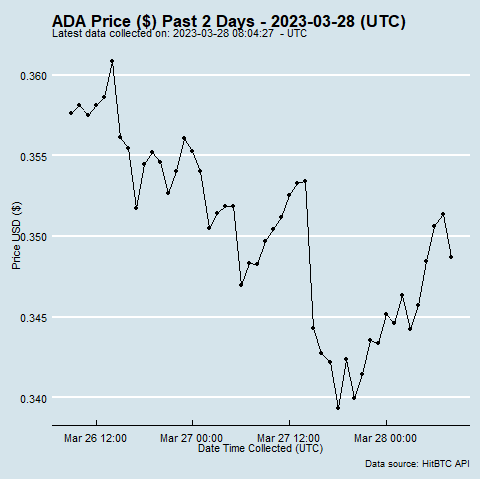 ADA Price ($) Past 2 Days - 2023-03-28 (UTC)
Latest data collected on: 2023-03-28 08:04:27  - UTC
0.360
0.355
0.350
0.345
0.340
Price USD ($)
Mar 26 12:00
Mar 27 00:00
Mar 27 12:00
Mar 28 00:00
Date Time Collected (UTC)
Data source: HitBTC API